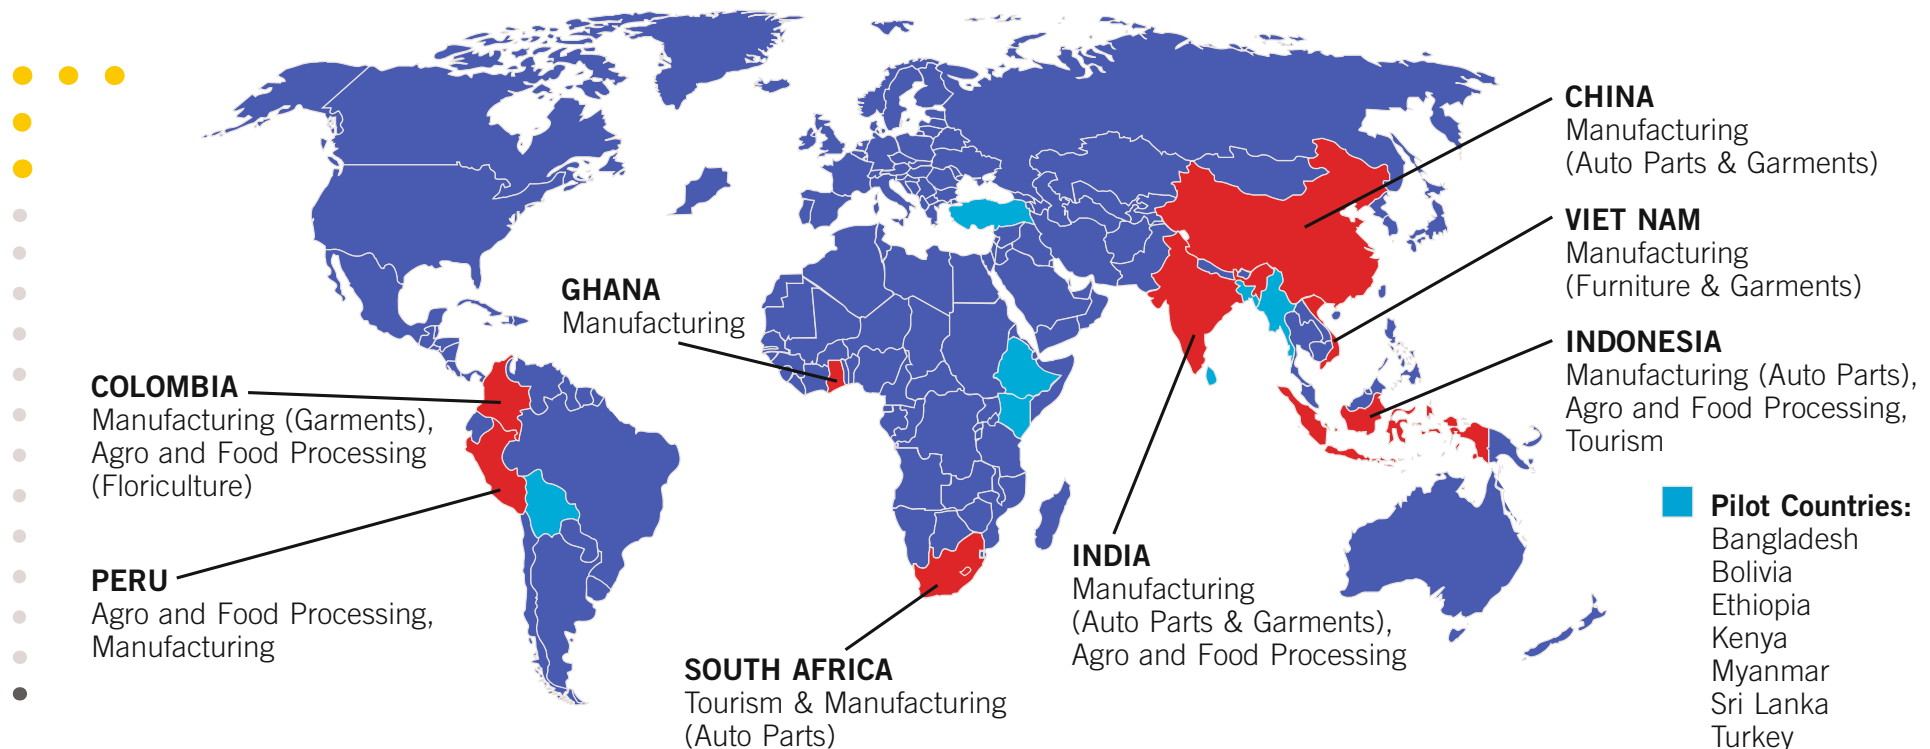 CHINA
Manufacturing
(Auto Parts & Garments)
VIET NAM
Manufacturing
(Furniture & Garments)
GHANA
Manufacturing
INDONESIA
Manufacturing (Auto Parts),
Agro and Food Processing,
Tourism
COLOMBIA
Manufacturing (Garments),
Agro and Food Processing
(Floriculture)
PERU
Agro and Food Processing,
Manufacturing
SOUTH AFRICA
Tourism & Manufacturing
(Auto Parts)
INDIA
Manufacturing
(Auto Parts & Garments),
Agro and Food Processing
Pilot Countries:
Bangladesh
Bolivia
Ethiopia
Kenya
Myanmar
Sri Lanka
Turkey